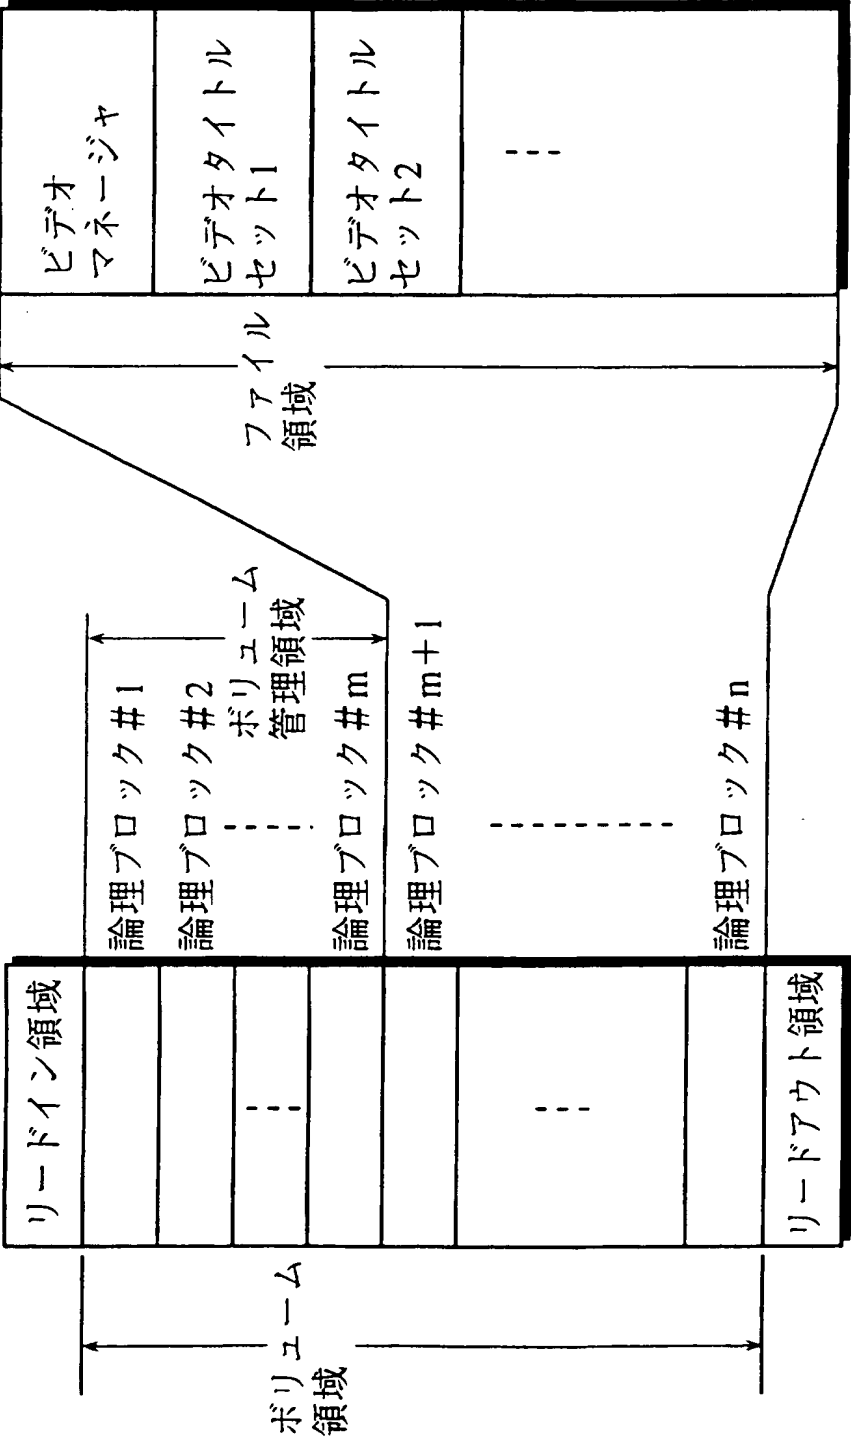 リードイン領域
リードアウト領域
ボリューム
領域
論理ブロック＃1
論理ブロック＃2
論理ブロック＃m
論理ブロック＃m＋1
論理ブロック＃n
ボリューム
管理領域
ファイル
領域
ビデオ
マネージャ
ビデオタイトル
セット1
ビデオタイトル
セット2